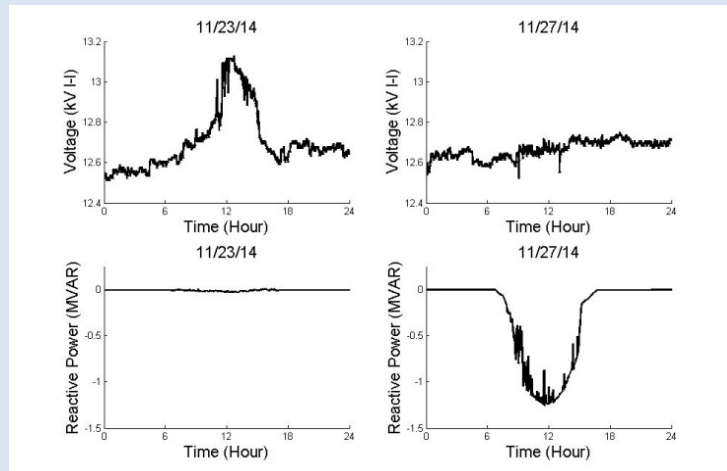 11/23/14
13.2
13
12.8
12.6
12.4
Voltage (kV l-l)
0 6 12 18 24
Time (Hour)
11/27/14
13.2
13
12.8
12.6
12.4
Voltage (kV l-l)
0 6 12 18 24
Time (Hour)
11/23/14
0
-0.5
-1
-1.5
Reactive Power (MVAR)
0 6 12 18 24
Time (Hour)
11/27/14
0
-0.5
-1
-1.5
Reactive Power (MVAR)
0 6 12 18 24
Time (Hour)